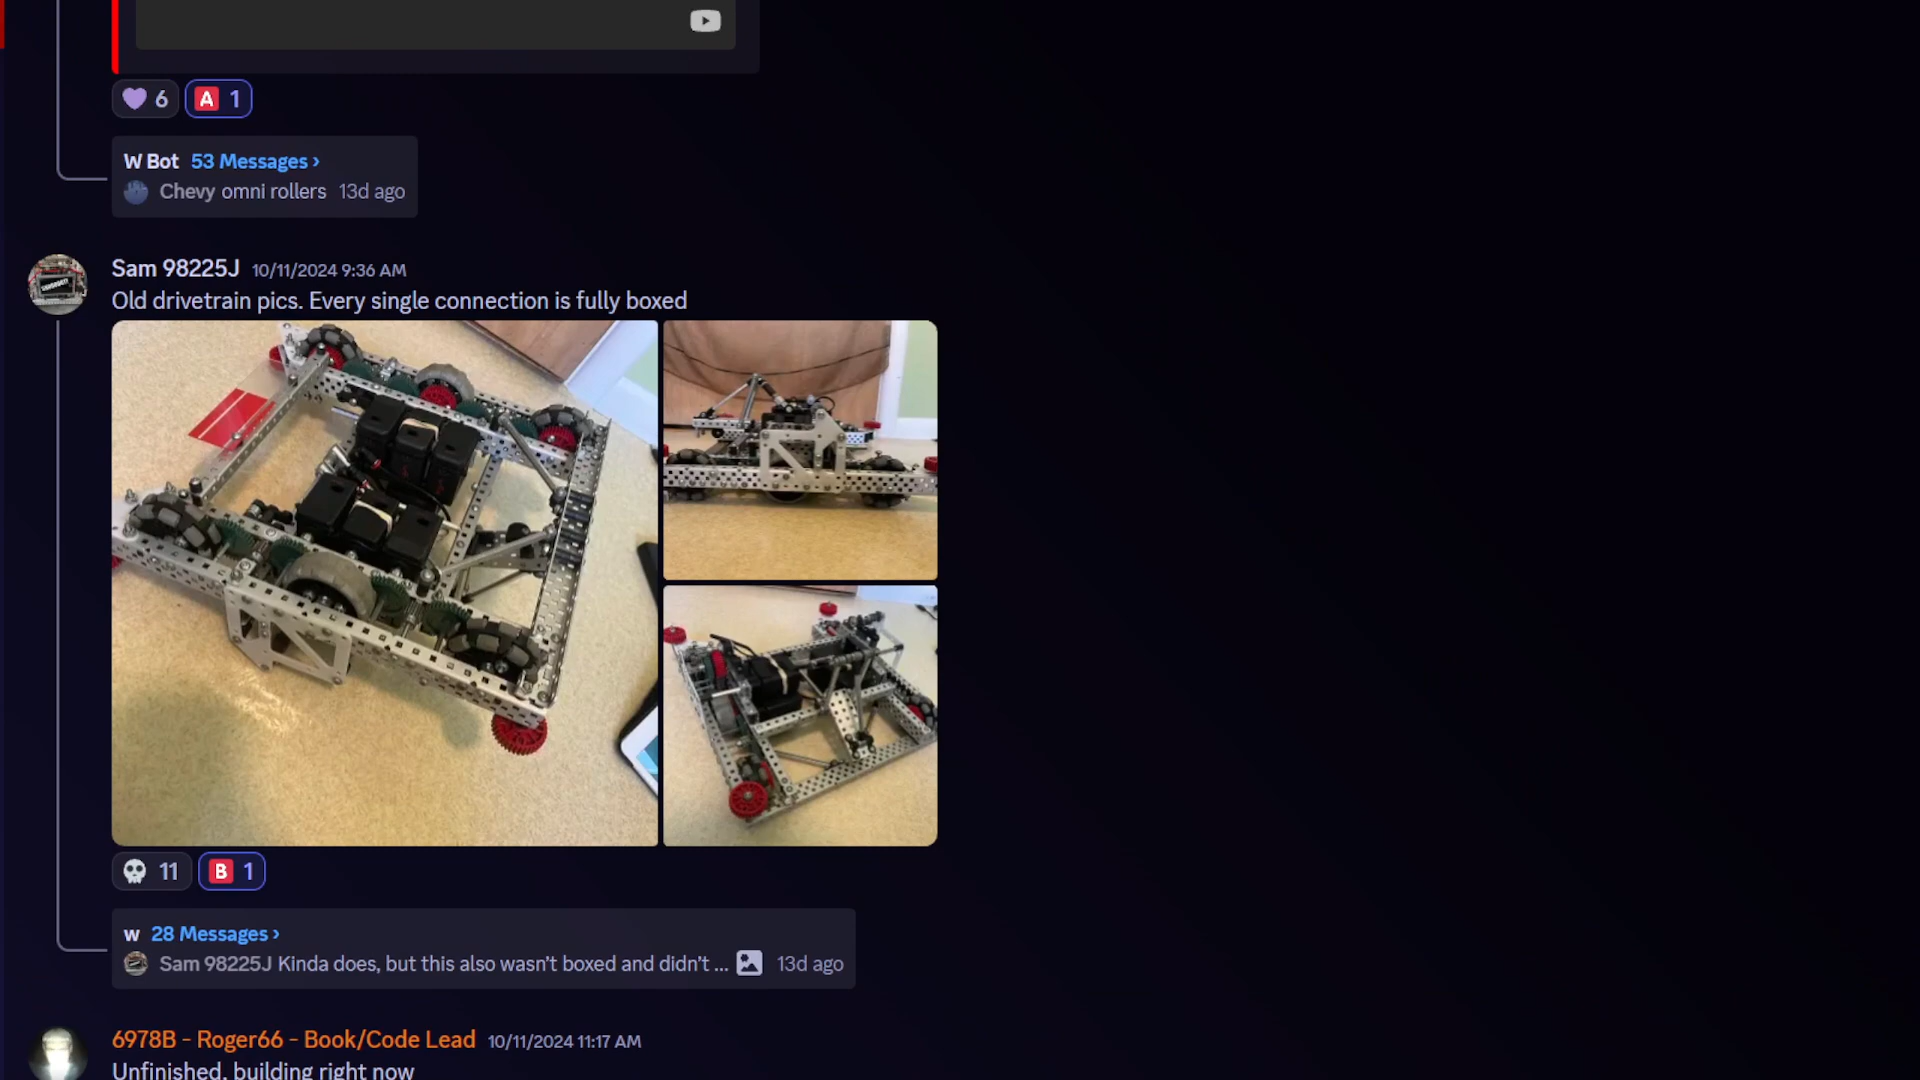 6 A 1
W Bot 53 Messages ›
Chevy omni rollers 13d ago
Sam 98225J 10/11/2024 9:36 AM
Old drivetrain pics. Every single connection is fully boxed
11 B 1
w 28 Messages ›
Sam 98225J Kinda does, but this also wasn't boxed and didn't ... 13d ago
6978B - Roger66 - Book/Code Lead 10/11/2024 11:17 AM
Unfinished, building right now